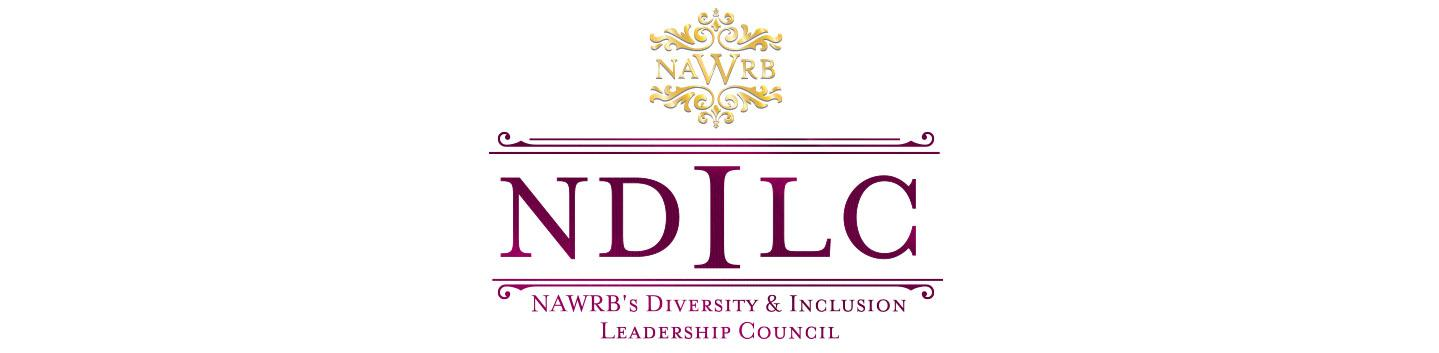 NAWRB
NDILC
NAWRB's Diversity & Inclusion
Leadership Council